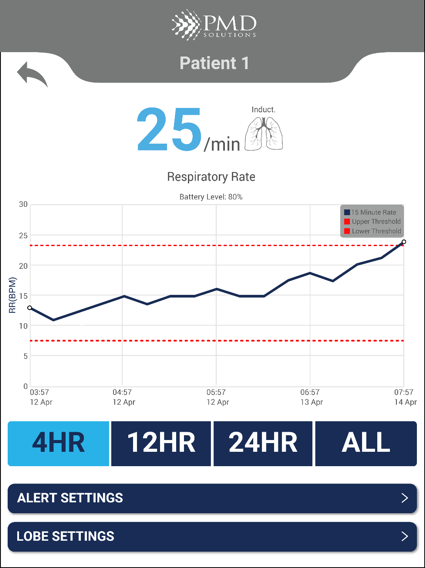 PMD
SOLUTIONS
Patient 1
25/min
Induct.
Respiratory Rate
Battery Level: 80%
15 Minute Rate
Upper Threshold
Lower Threshold
RR(BPM)
30
25
20
15
10
5
0
03:57 04:57 05:57 06:57 07:57
12 Apr 12 Apr 12 Apr 13 Apr 14 Apr
4HR 12HR 24HR ALL
ALERT SETTINGS
LOBE SETTINGS